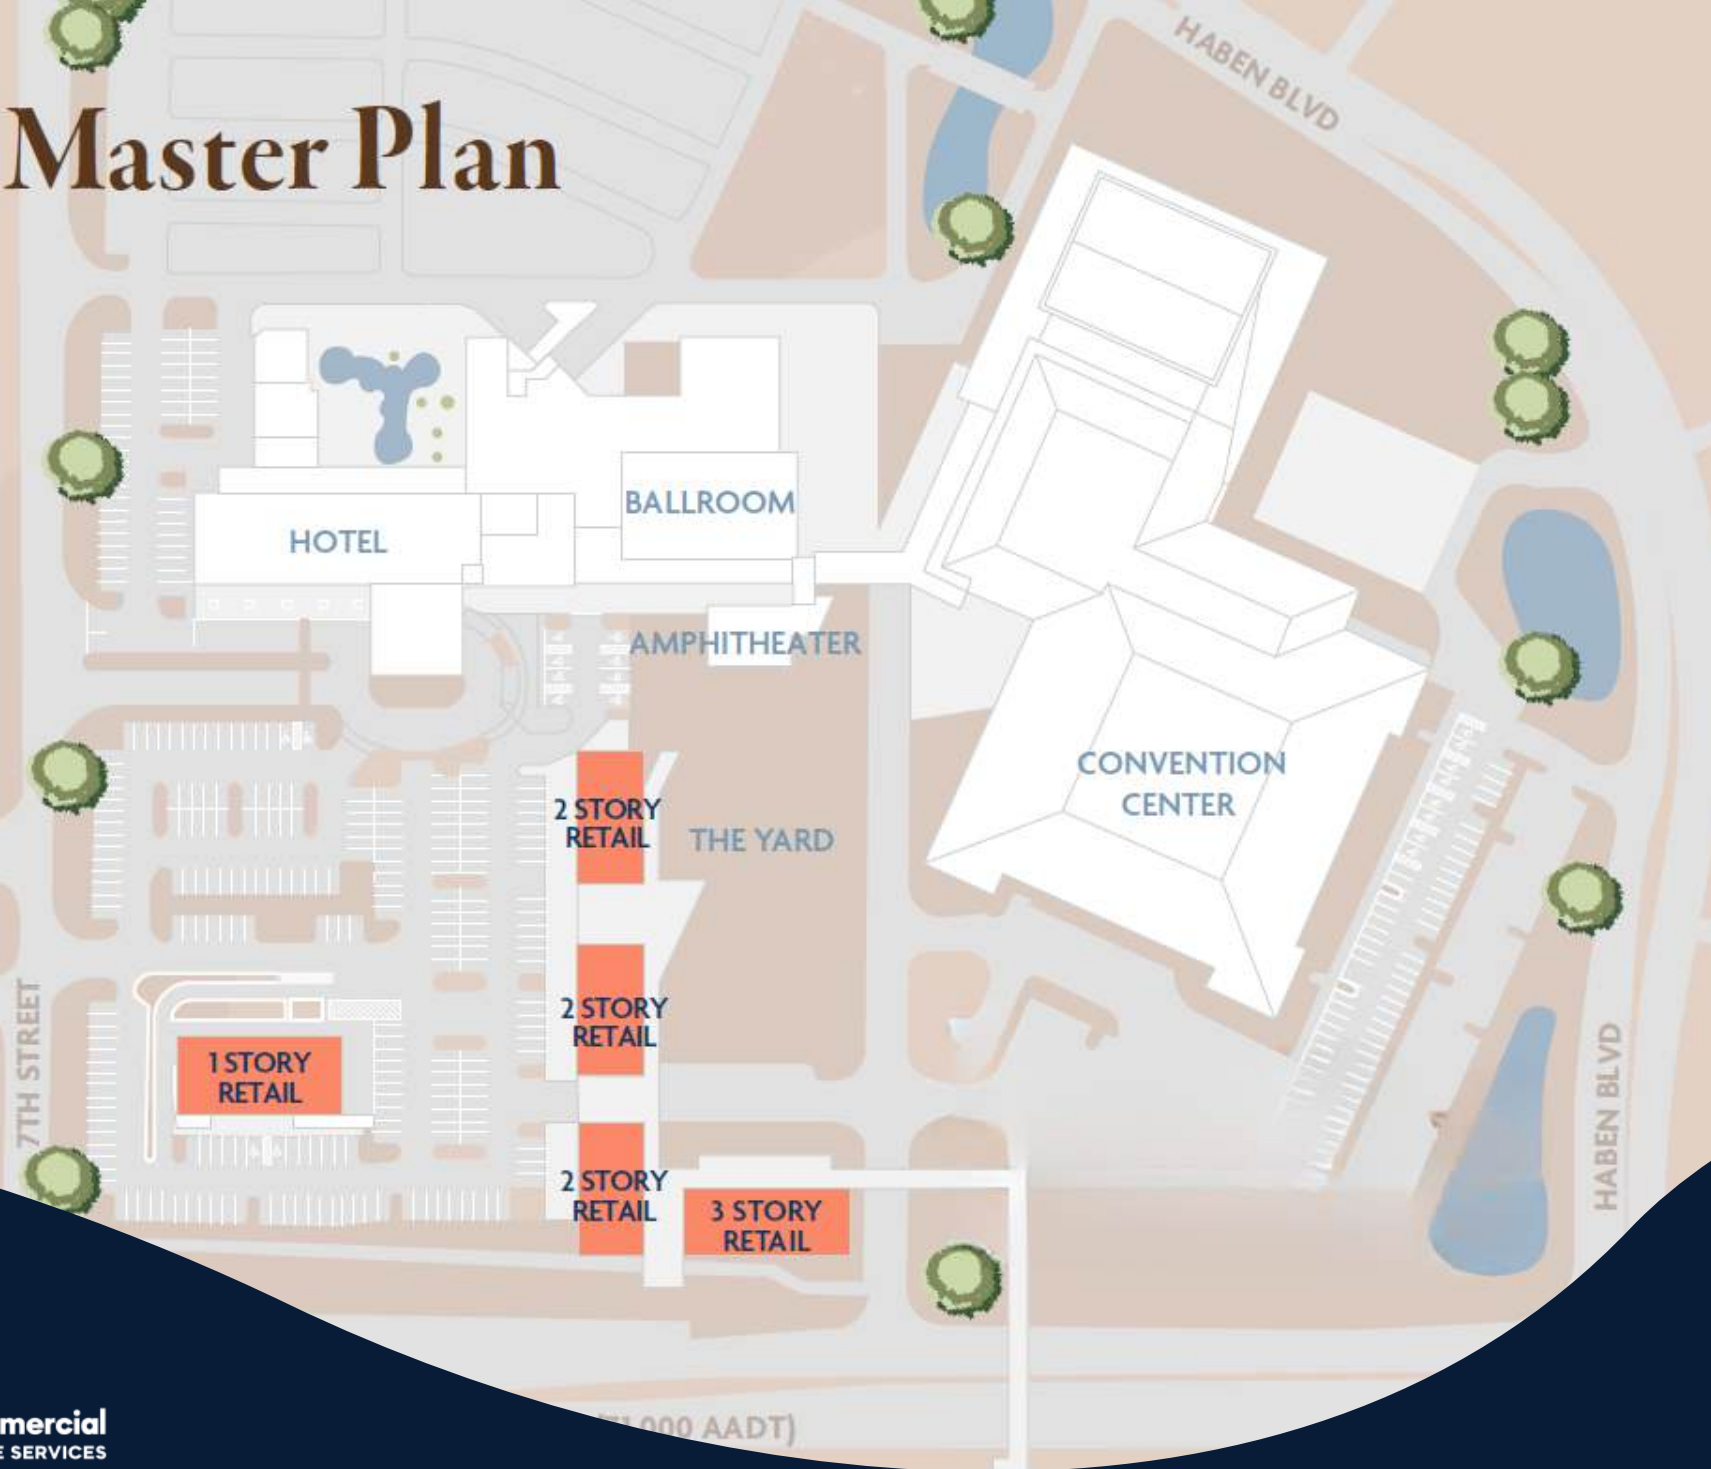 HABEN BLVD
Master Plan
BALLROOM
HOTEL
AMPHITHEATER
CONVENTION
CENTER
2 STORY
RETAIL
THE YARD
2 STORY
RETAIL
1 STORY
RETAIL
7TH STREET
HABEN BLVD
2 STORY
RETAIL
3 STORY
RETAIL
000 AADT)
mercial
SERVICES